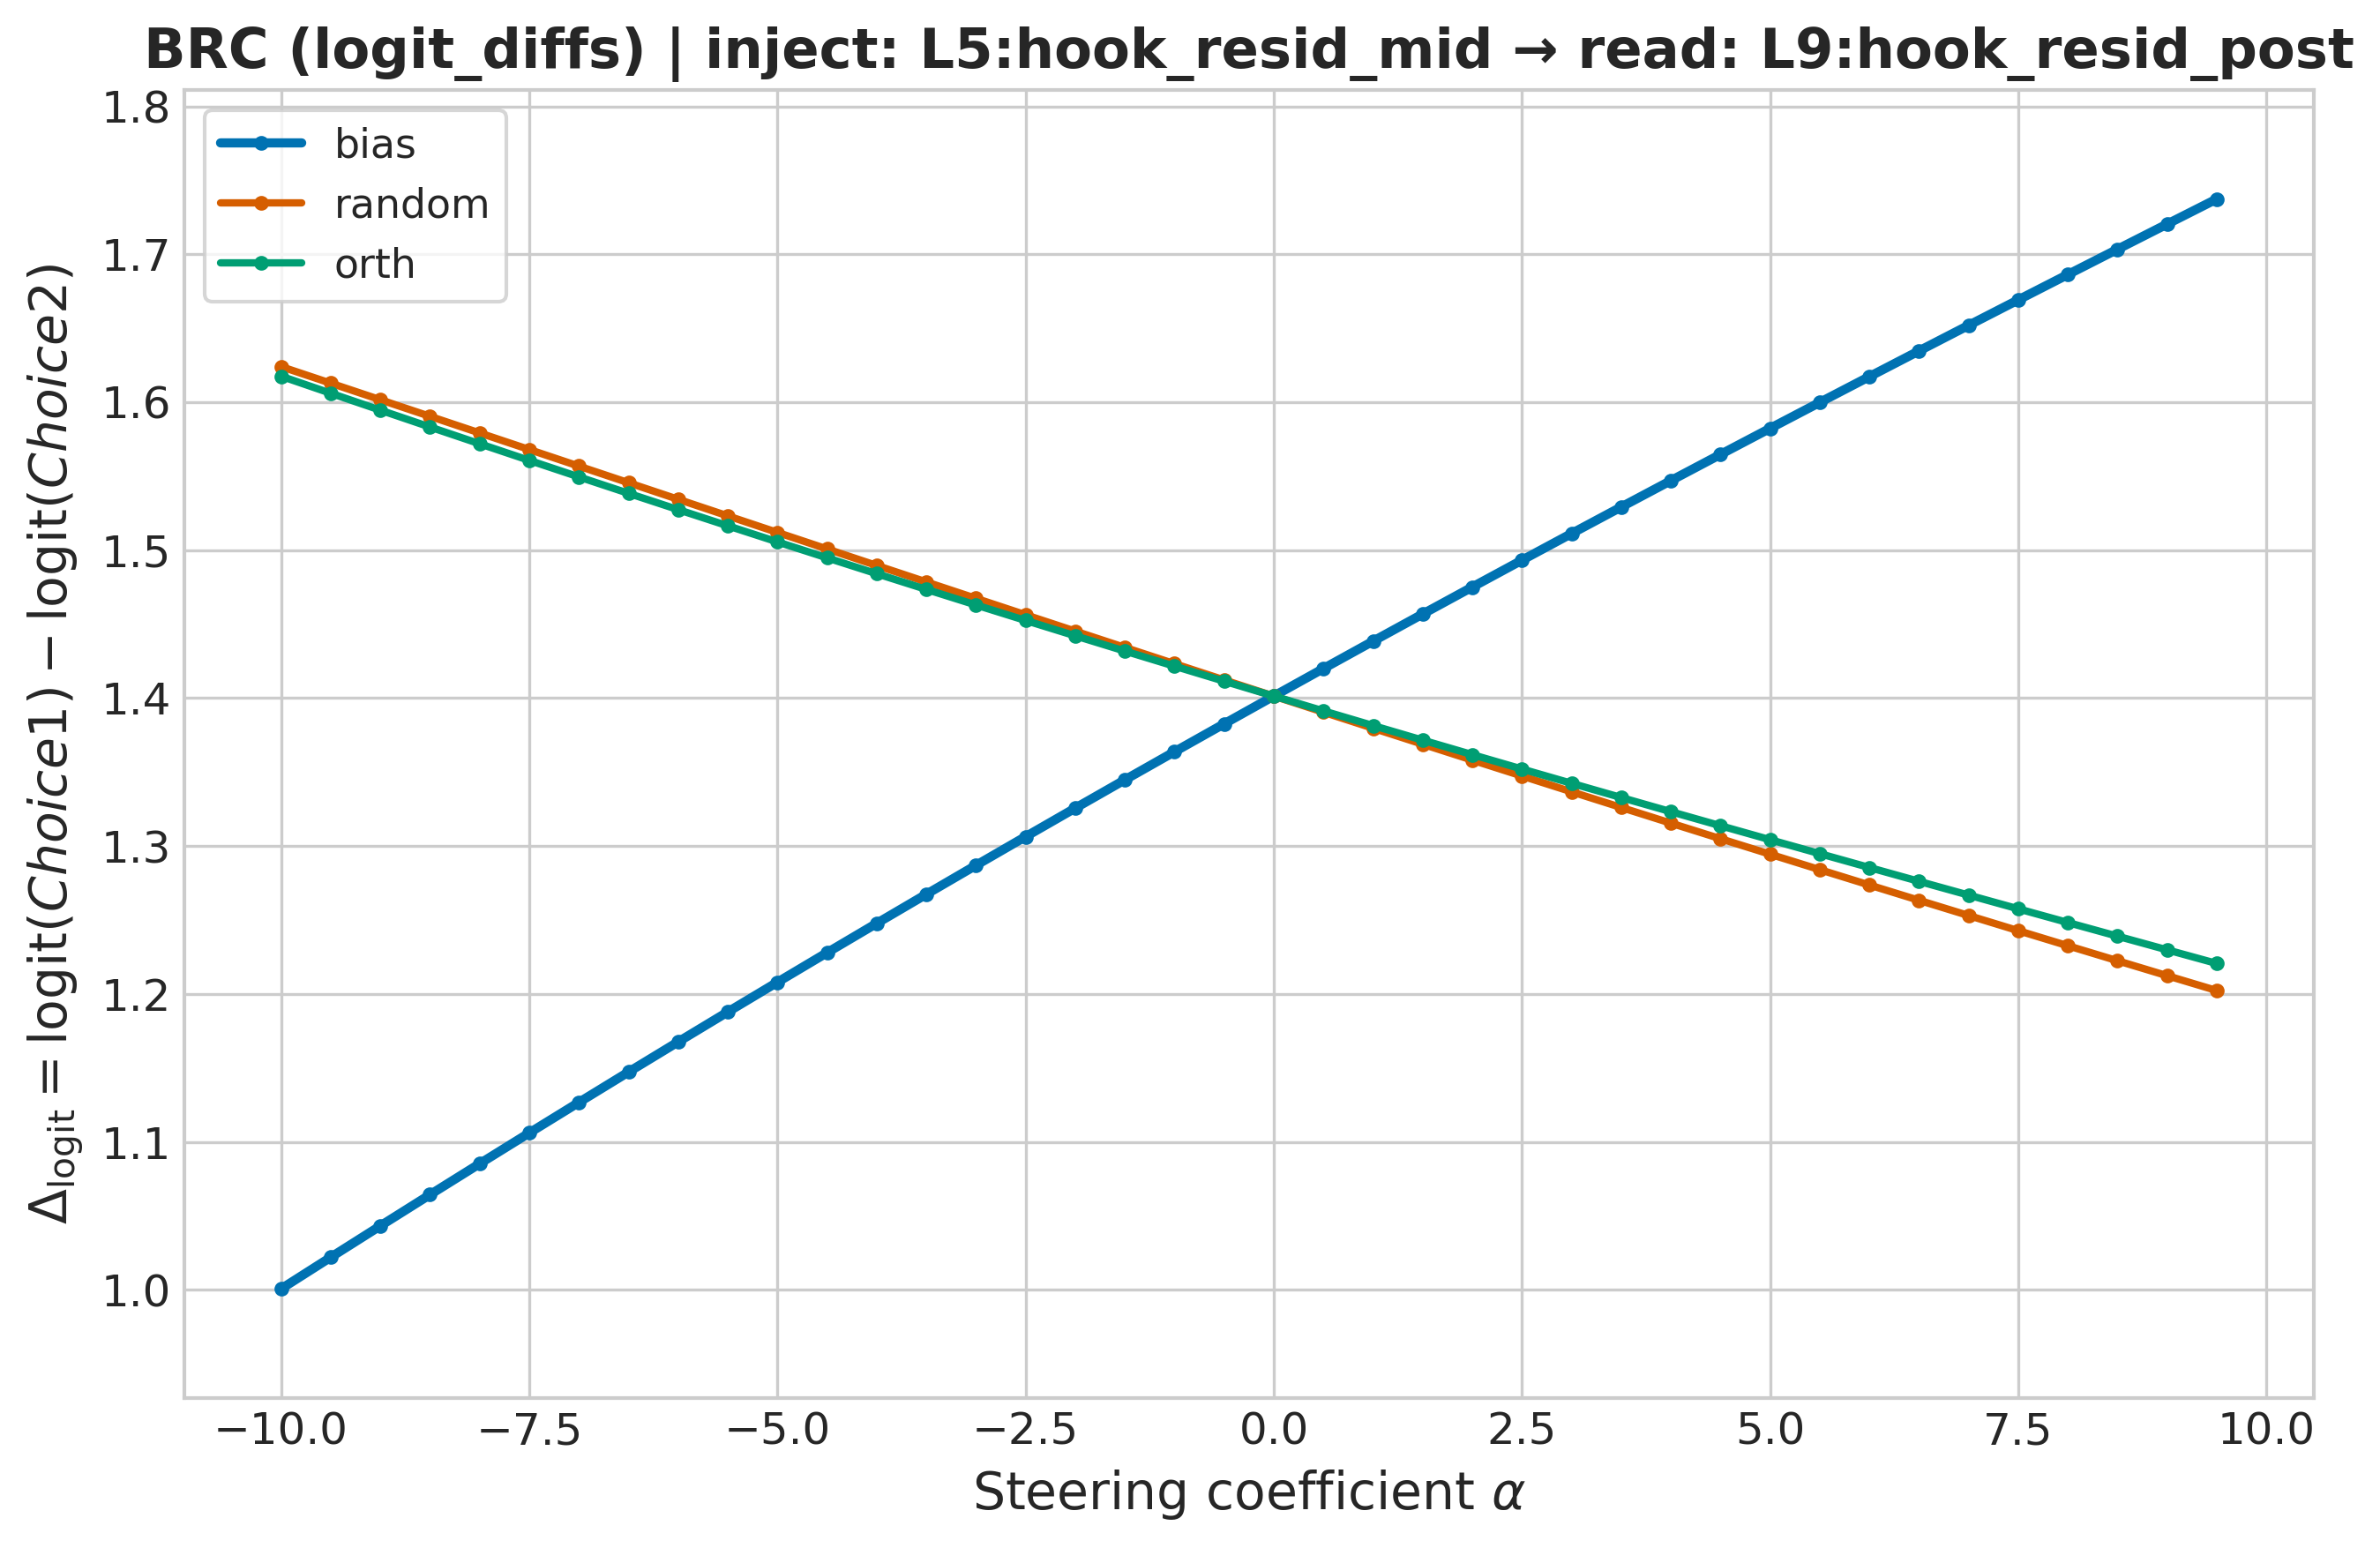 BRC (logit_diffs) | inject: L5:hook_resid_mid → read: L9:hook_resid_post
bias
random
orth
Δlogit = logit(Choice1) − logit(Choice2)
1.8
1.7
1.6
1.5
1.4
1.3
1.2
1.1
1.0
−10.0 −7.5 −5.0 −2.5 0.0 2.5 5.0 7.5 10.0
Steering coefficient α